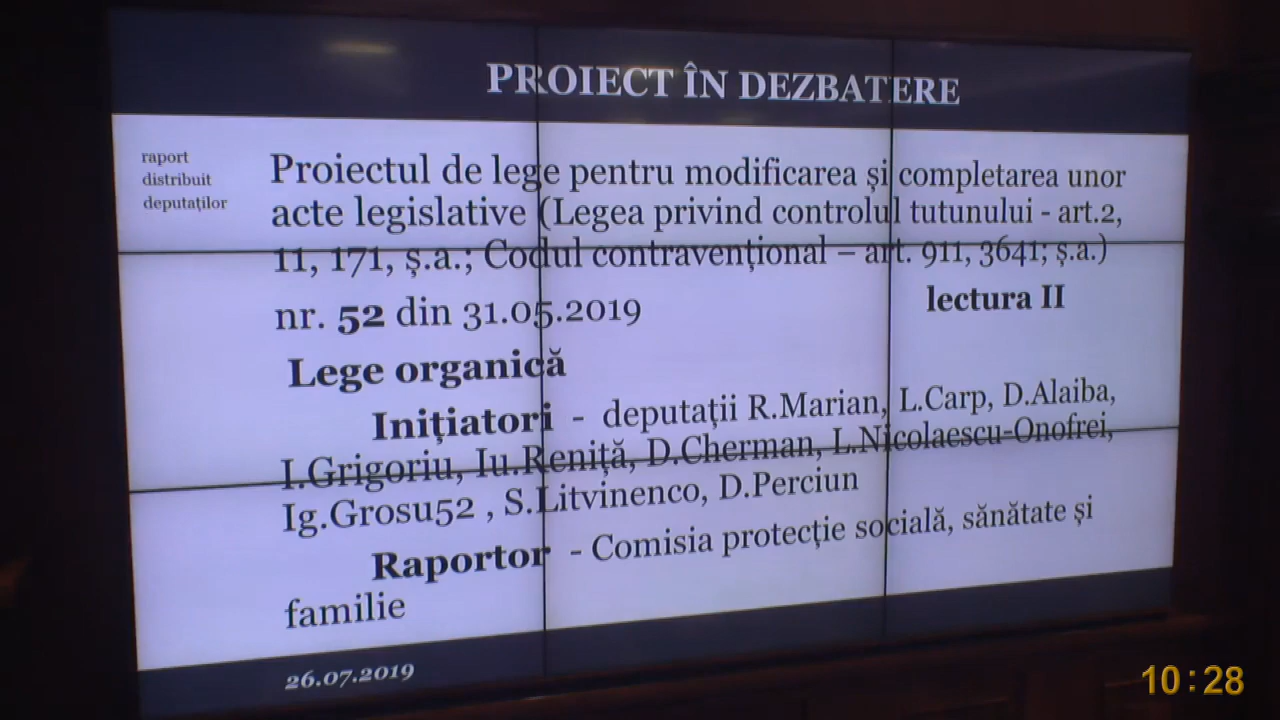 PROIECT ÎN DEZBATERE
raport
distribuit
deputaților
Proiectul de lege pentru modificarea și completarea unor
acte legislative (Legea privind controlul tutunului - art.2,
11, 171, ș.a.; Codul contravențional – art. 911, 3641; ș.a.)
nr. 52 din 31.05.2019
lectura II
Lege organică
Inițiatori - deputații R.Marian, L.Carp, D.Alaiba,
I.Grigoriu, Iu.Reniță, D.Cherman, L.Nicolaescu-Onofrei,
Ig.Grosu52 , S.Litvinenco, D.Perciun
Raportor - Comisia protecție socială, sănătate și
familie
26.07.2019
10:28